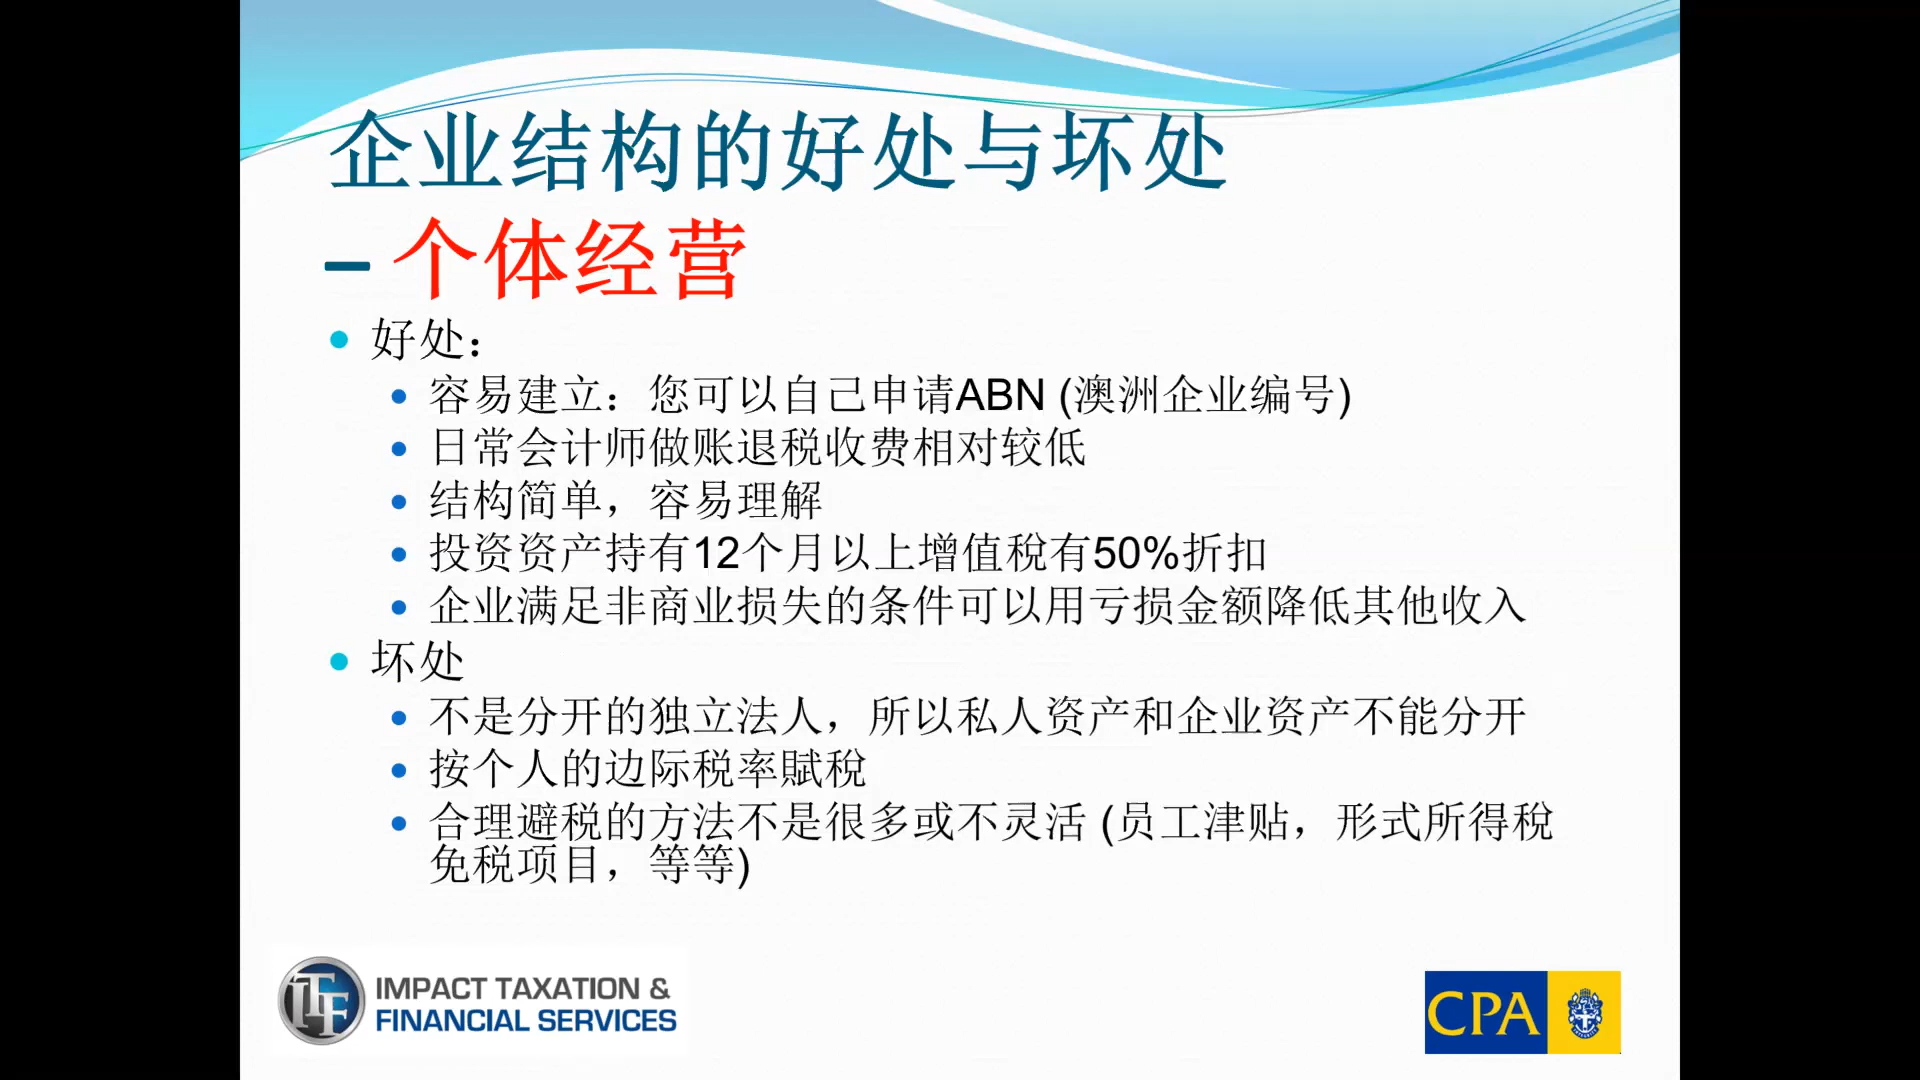 企业结构的好处与坏处
– 个体经营
• 好处：
• 容易建立：您可以自己申请ABN (澳洲企业编号)
• 日常会计师做账退税收费相对较低
• 结构简单，容易理解
• 投资资产持有12个月以上增值税有50%折扣
• 企业满足非商业损失的条件可以用亏损金额降低其他收入
• 坏处
• 不是分开的独立法人，所以私人资产和企业资产不能分开
• 按个人的边际税率赋税
• 合理避税的方法不是很多或不灵活 (员工津贴，形式所得税
免税项目，等等)
ITF
IMPACT TAXATION &
FINANCIAL SERVICES
CPA